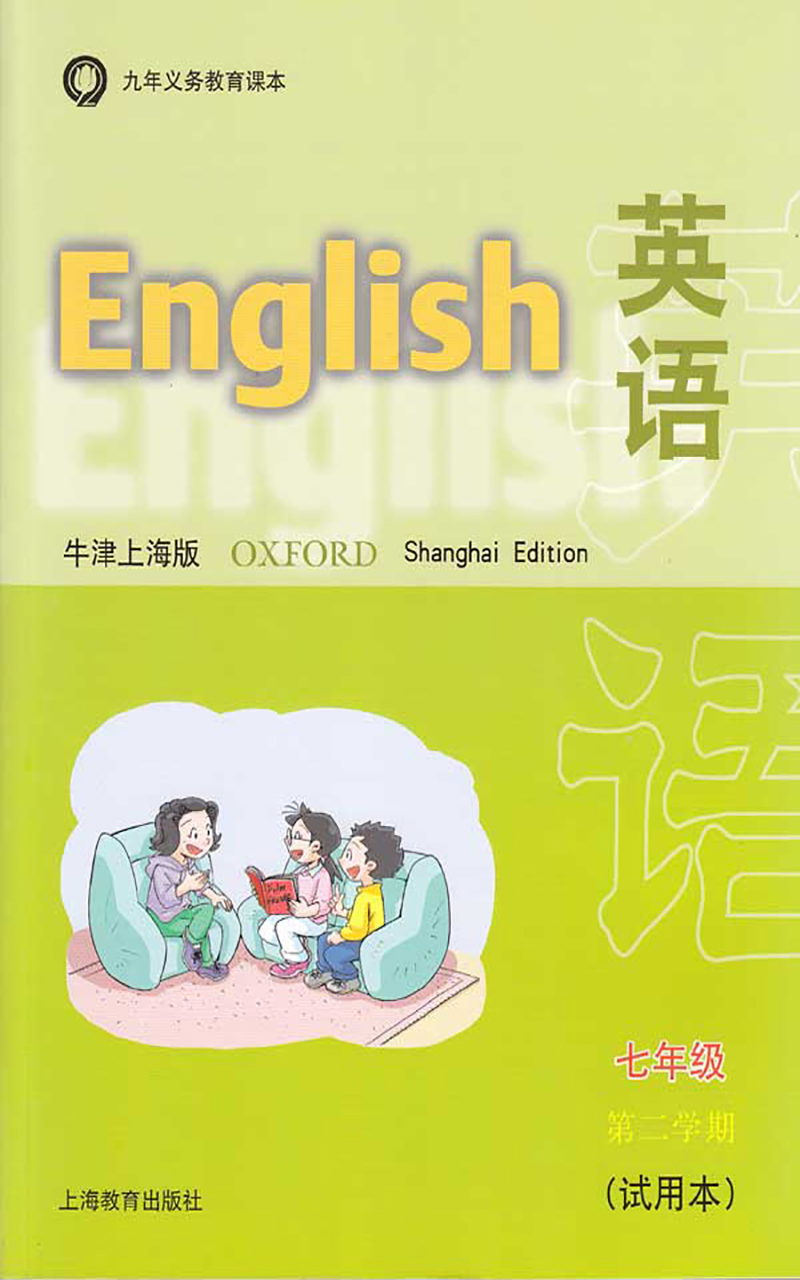 九年义务教育课本
English
英语
牛津上海版 OXFORD Shanghai Edition
七年级
第二学期
(试用本)
上海教育出版社